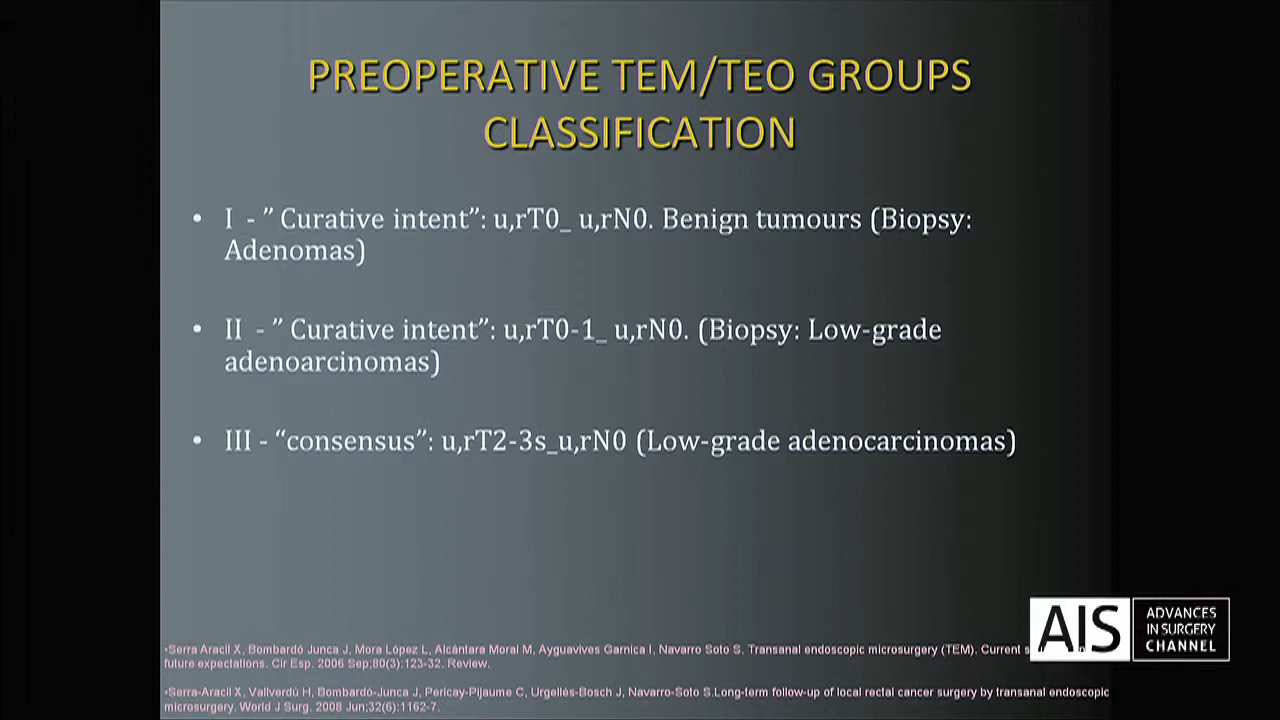 PREOPERATIVE TEM/TEO GROUPS
CLASSIFICATION
• I - ” Curative intent”: u,rT0_ u,rN0. Benign tumours (Biopsy:
Adenomas)
• II - ” Curative intent”: u,rT0-1_ u,rN0. (Biopsy: Low-grade
adenoarcinomas)
• III - “consensus”: u,rT2-3s_u,rN0 (Low-grade adenocarcinomas)
•Serra Aracil X, Bombardó Junca J, Mora López L, Alcántara Moral M, Ayguavives Garnica I, Navarro Soto S. Transanal endoscopic microsurgery (TEM). Current
future expectations. Cir Esp. 2006 Sep;80(3):123-32. Review.
•Serra-Aracil X, Vallverdú H, Bombardó-Junca J, Pericay-Pijaume C, Urgellés-Bosch J, Navarro-Soto S.Long-term follow-up of local rectal cancer surgery by transanal endoscopic
microsurgery. World J Surg. 2008 Jun;32(6):1162-7.
AIS
ADVANCES
IN SURGERY
CHANNEL